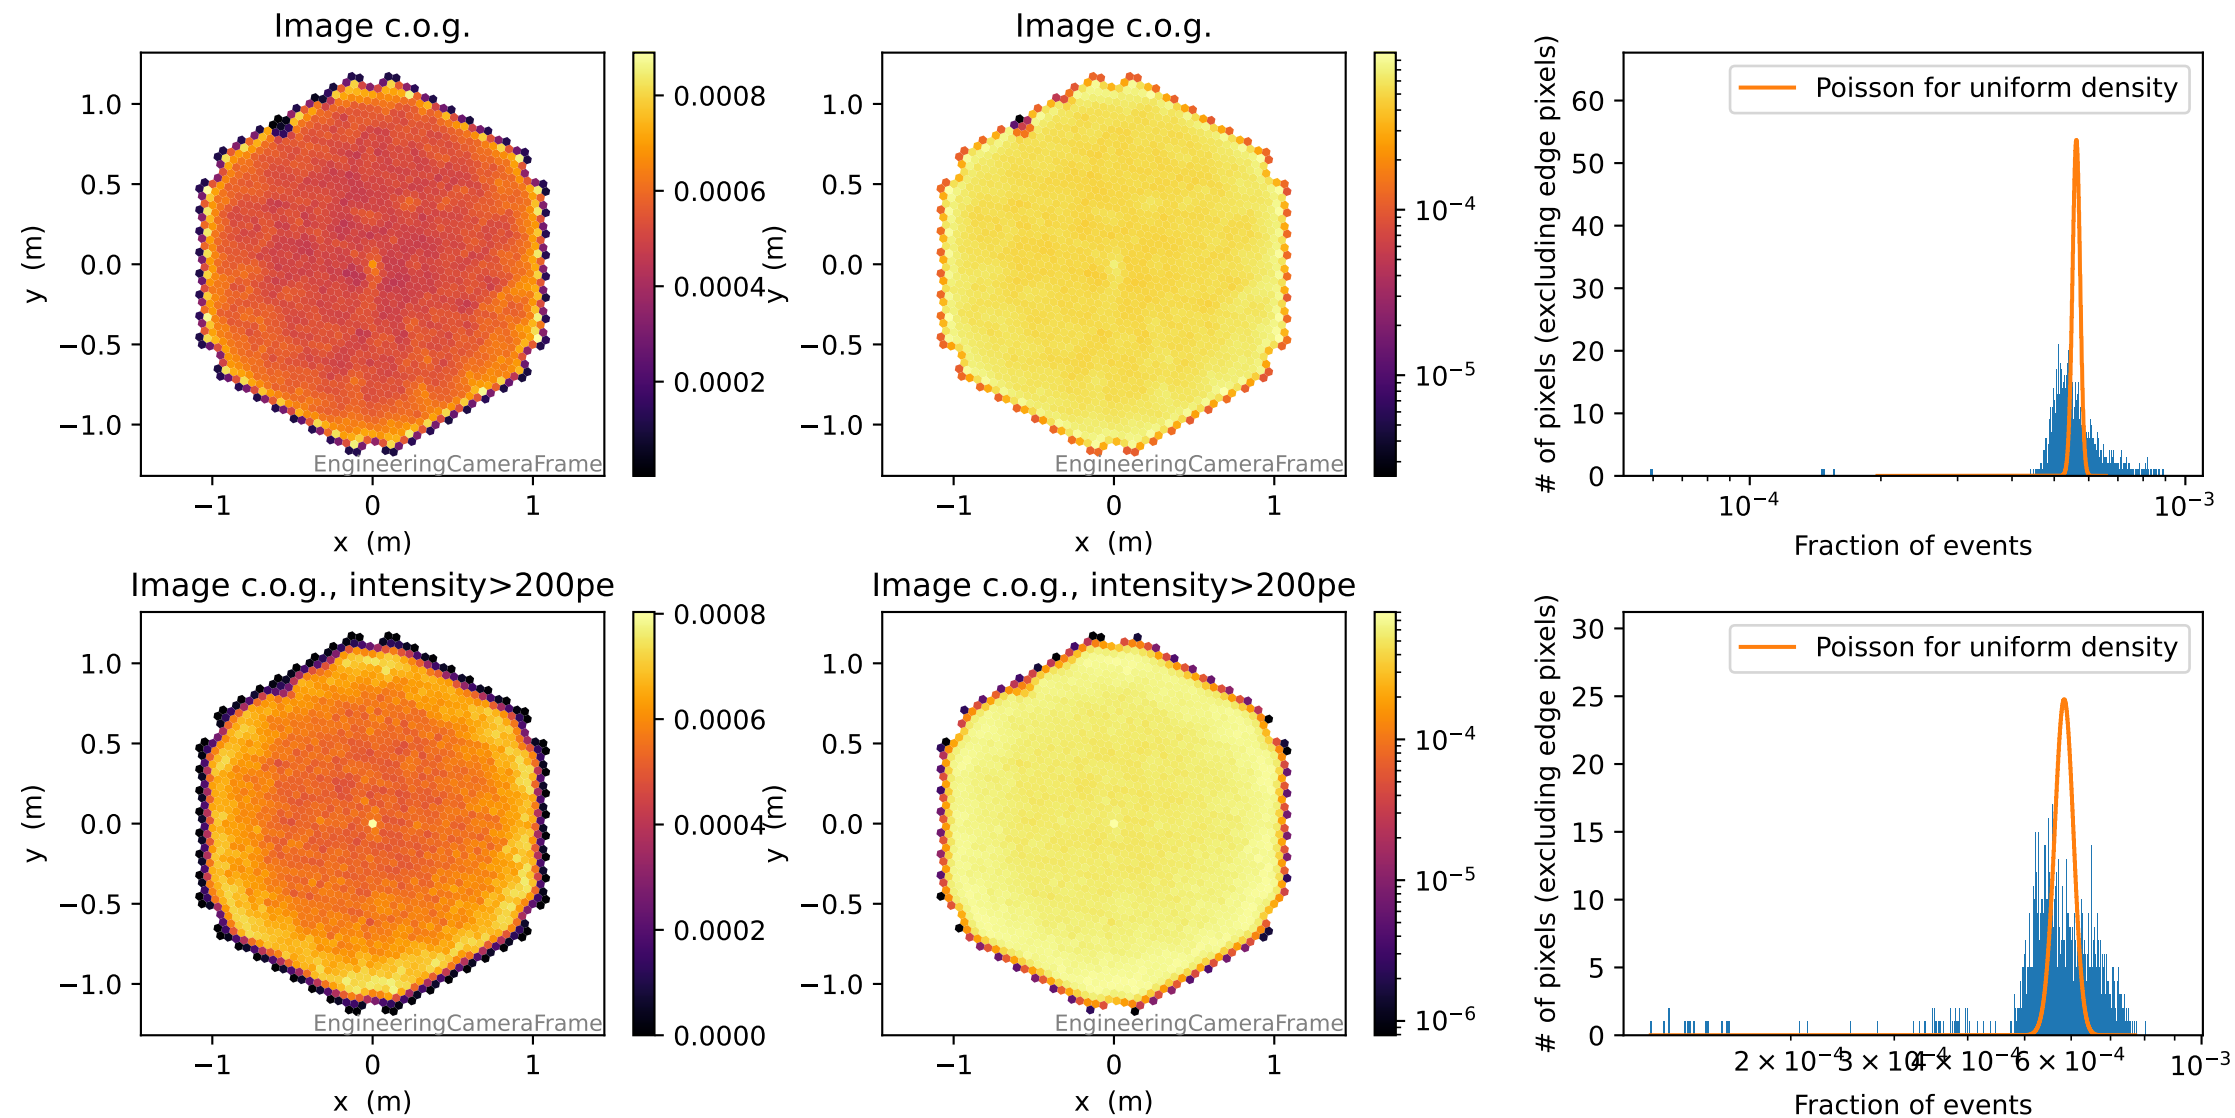 Image c.o.g.
1.0
0.5
0.0
−0.5
−1.0
y (m)
−1
0
1
x (m)
EngineeringCameraFrame
0.0008
0.0006
0.0004
0.0002
Image c.o.g.
1.0
0.5
0.0
−0.5
−1.0
y (m)
−1
0
1
x (m)
EngineeringCameraFrame
10⁻⁴
10⁻⁵
Poisson for uniform density
60
50
40
30
20
10
0
# of pixels (excluding edge pixels)
10⁻⁴
10⁻³
Fraction of events
Image c.o.g., intensity>200pe
1.0
0.5
0.0
−0.5
−1.0
y (m)
−1
0
1
x (m)
EngineeringCameraFrame
0.0008
0.0006
0.0004
0.0002
0.0000
Image c.o.g., intensity>200pe
1.0
0.5
0.0
−0.5
−1.0
y (m)
−1
0
1
x (m)
EngineeringCameraFrame
10⁻⁴
10⁻⁵
10⁻⁶
Poisson for uniform density
30
25
20
15
10
5
0
# of pixels (excluding edge pixels)
2 × 10⁻⁴
3 × 10⁻⁴
4 × 10⁻⁴
6 × 10⁻⁴
10⁻³
Fraction of events